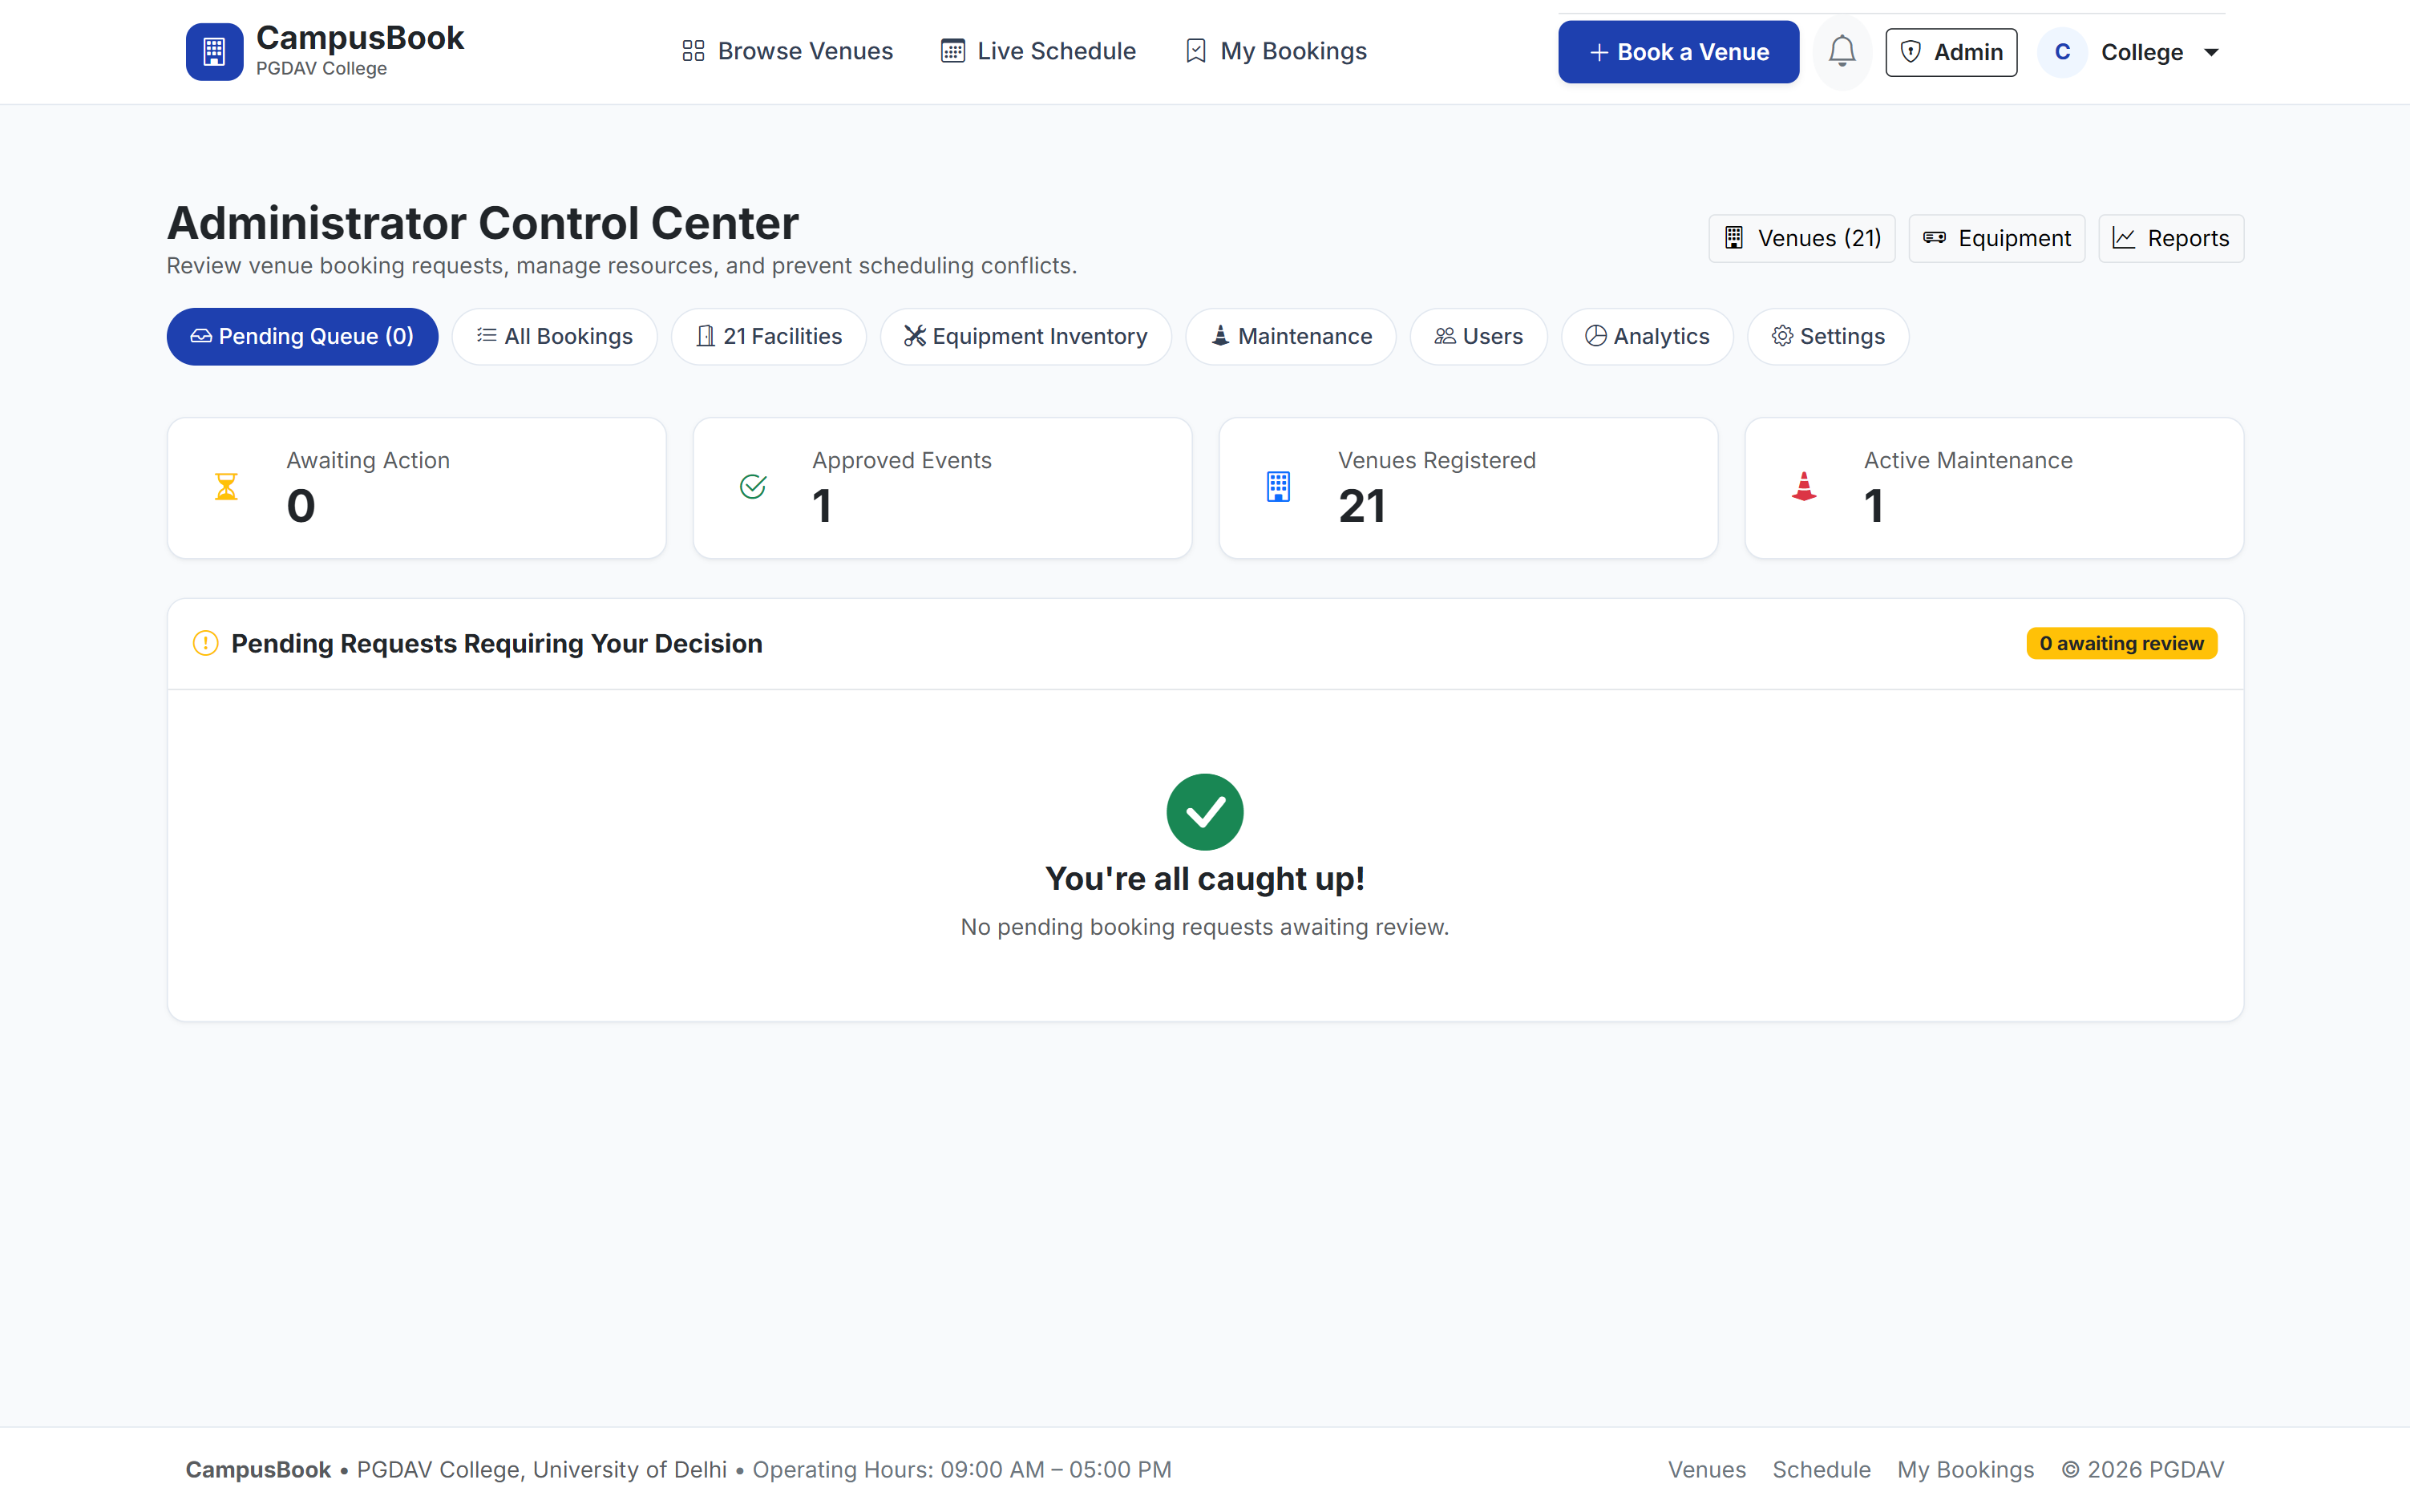 CampusBook
PGDAV College
Browse Venues
Live Schedule
My Bookings
+ Book a Venue
Admin
C
College
Administrator Control Center
Review venue booking requests, manage resources, and prevent scheduling conflicts.
Venues (21)
Equipment
Reports
Pending Queue (0)
All Bookings
21 Facilities
Equipment Inventory
Maintenance
Users
Analytics
Settings
Awaiting Action
0
Approved Events
1
Venues Registered
21
Active Maintenance
1
Pending Requests Requiring Your Decision
0 awaiting review
You're all caught up!
No pending booking requests awaiting review.
CampusBook • PGDAV College, University of Delhi • Operating Hours: 09:00 AM – 05:00 PM
Venues
Schedule
My Bookings
© 2026 PGDAV